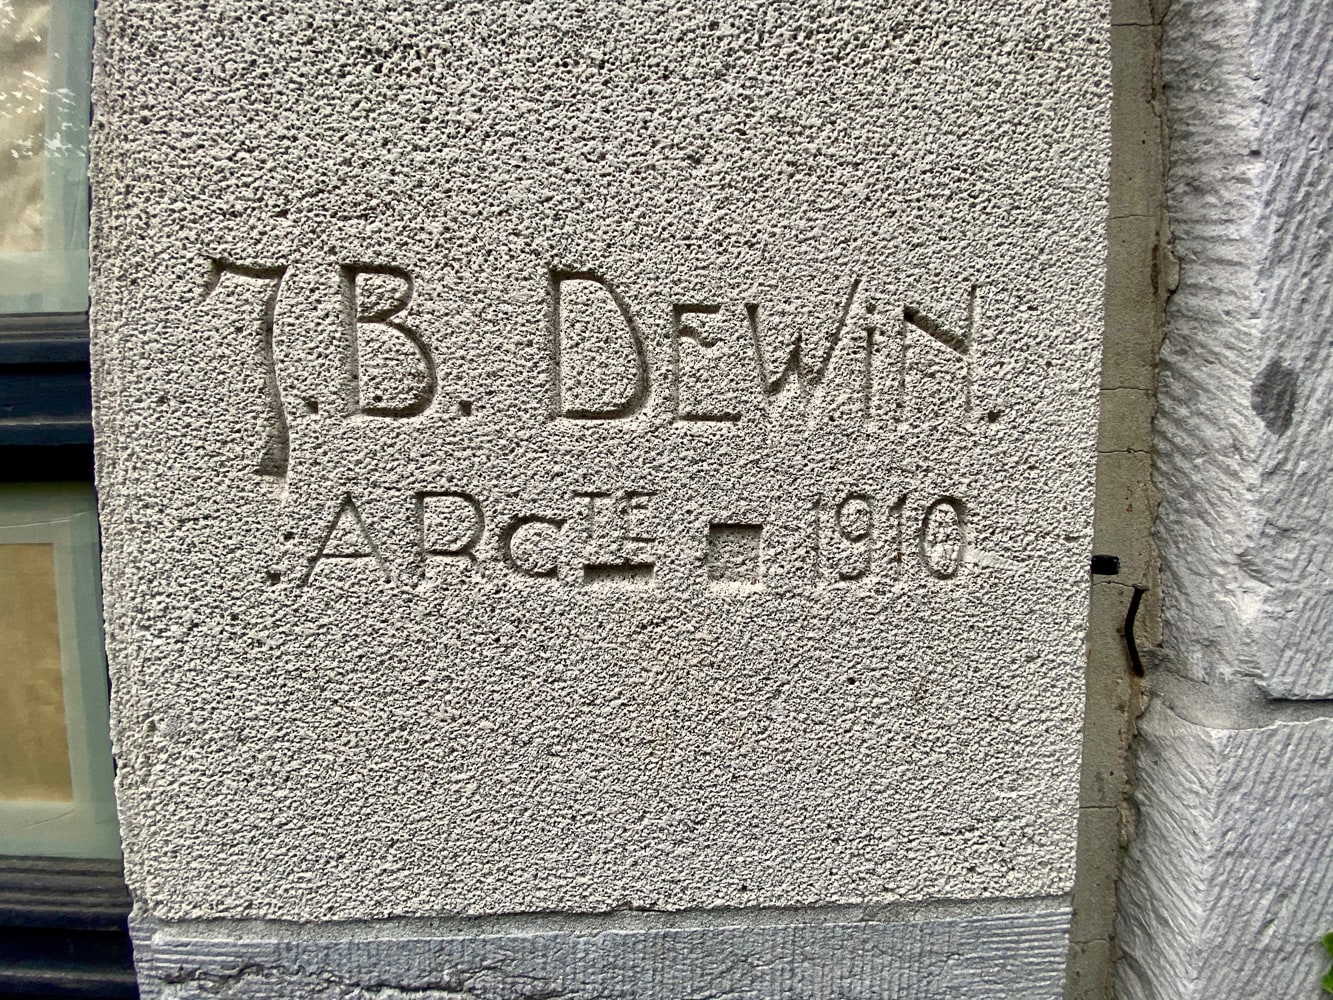 J.B. DEWiN.
ARcTE 1910